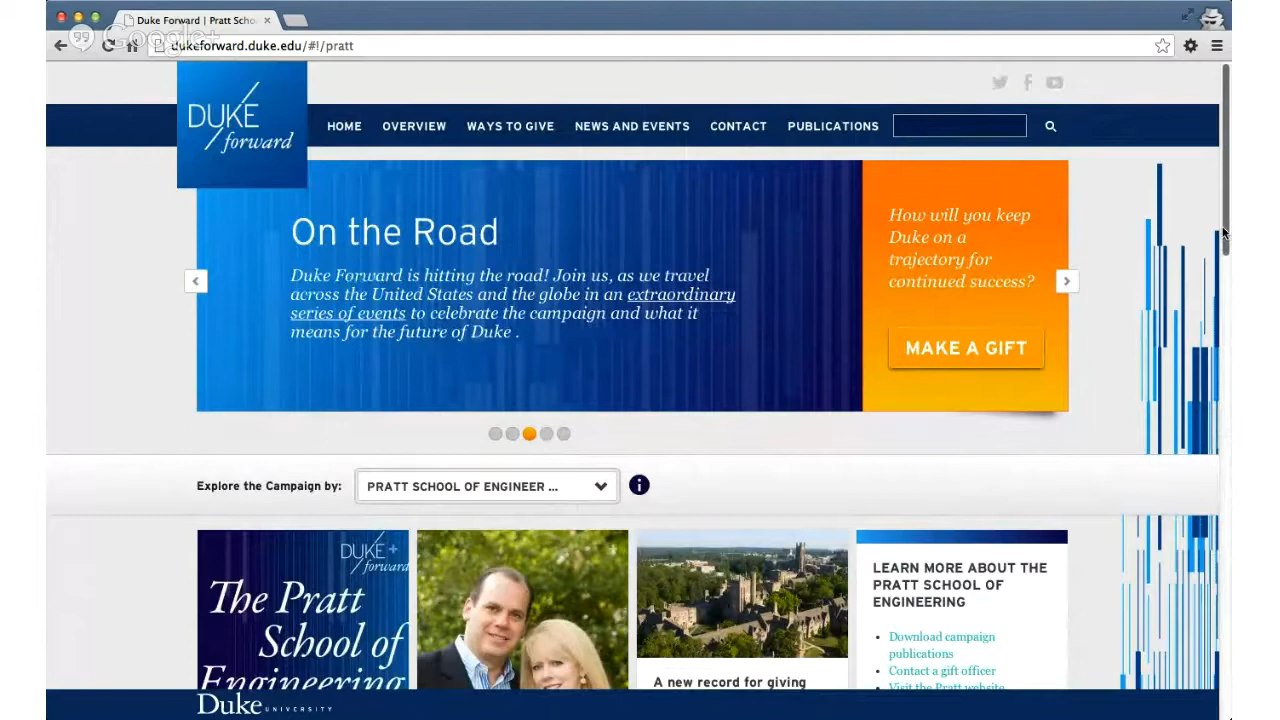 Duke Forward | Pratt Scho
Google+
dukeforward.duke.edu/#!/pratt
DUKE
forward
HOME OVERVIEW WAYS TO GIVE NEWS AND EVENTS CONTACT PUBLICATIONS
On the Road
Duke Forward is hitting the road! Join us, as we travel
across the United States and the globe in an extraordinary
series of events to celebrate the campaign and what it
means for the future of Duke .
How will you keep
Duke on a
trajectory for
continued success?
MAKE A GIFT
Explore the Campaign by: PRATT SCHOOL OF ENGINEER ...
DUKE
forward
The Pratt
School of
Engineering
A new record for giving
LEARN MORE ABOUT THE
PRATT SCHOOL OF
ENGINEERING
• Download campaign
publications
• Contact a gift officer
• Visit the Pratt website
Duke UNIVERSITY